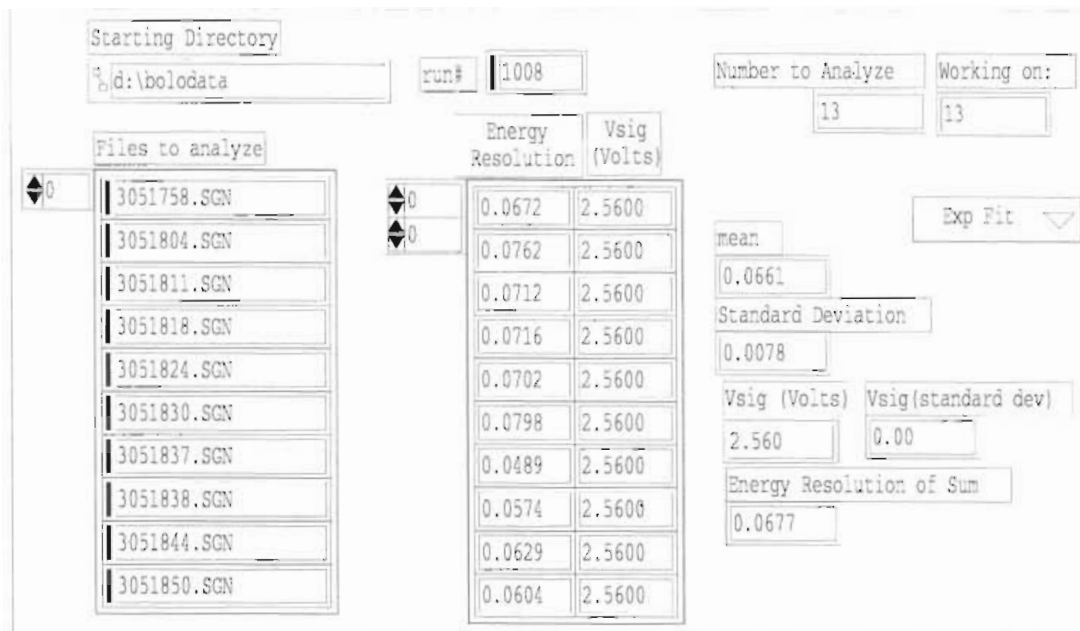 Starting Directory
d:\bolodata
run# 1008
Number to Analyze Working on:
13 13
Files to analyze
Energy Resolution Vsig (Volts)
0 3051758.SGN
3051804.SGN
3051811.SGN
3051818.SGN
3051824.SGN
3051830.SGN
3051837.SGN
3051838.SGN
3051844.SGN
3051850.SGN
0
0
0.0672 2.5600
0.0762 2.5600
0.0712 2.5600
0.0716 2.5600
0.0702 2.5600
0.0798 2.5600
0.0489 2.5600
0.0574 2.5600
0.0629 2.5600
0.0604 2.5600
Exp Fit
mean
0.0661
Standard Deviation
0.0078
Vsig (Volts) Vsig(standard dev)
2.560 0.00
Energy Resolution of Sum
0.0677